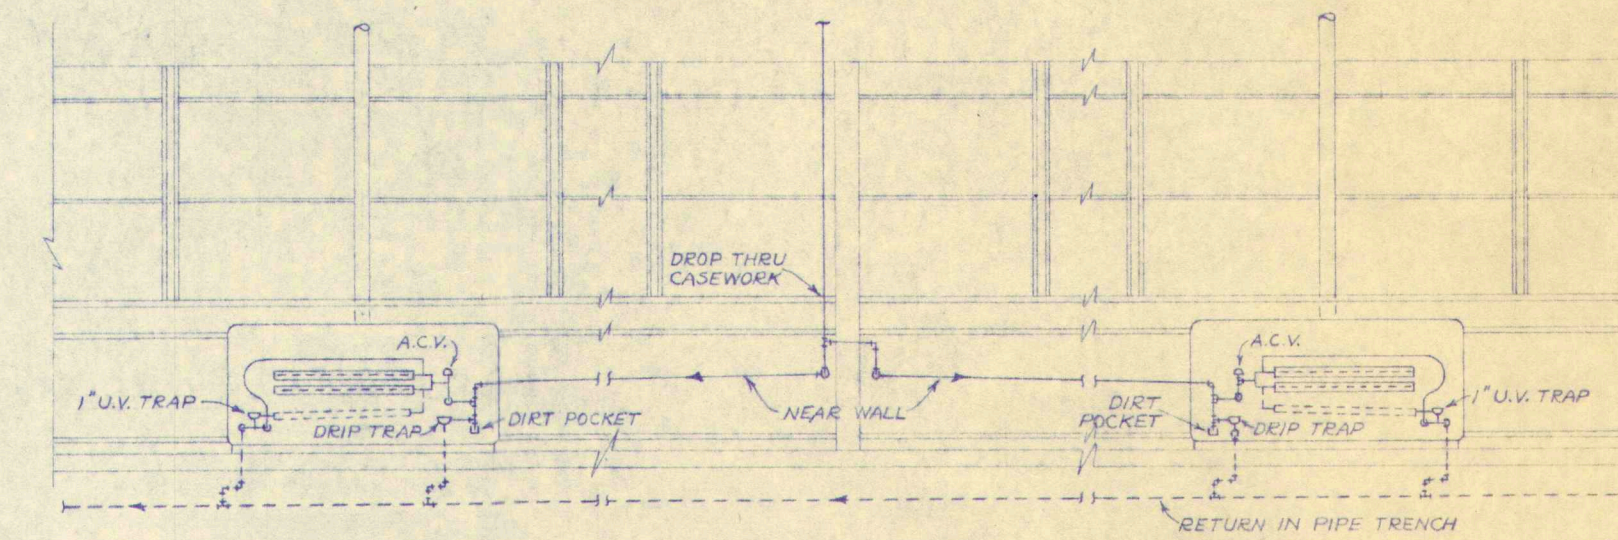 DROP THRU
CASEWORK
A.C.V.
A.C.V.
1" U.V. TRAP
DRIP TRAP
DIRT POCKET
NEAR WALL
DIRT
POCKET
DRIP TRAP
1" U.V. TRAP
RETURN IN PIPE TRENCH